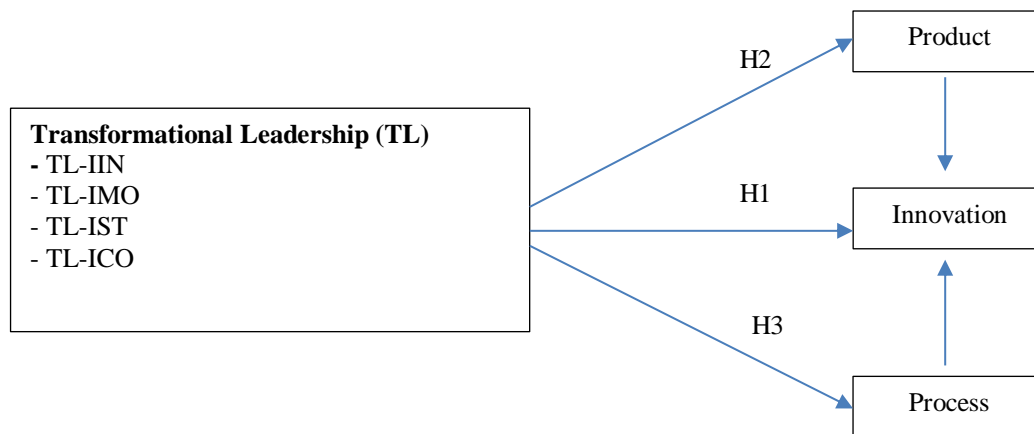 Product
H2
Transformational Leadership (TL)
- TL-IIN
- TL-IMO
- TL-IST
- TL-ICO
H1
Innovation
H3
Process